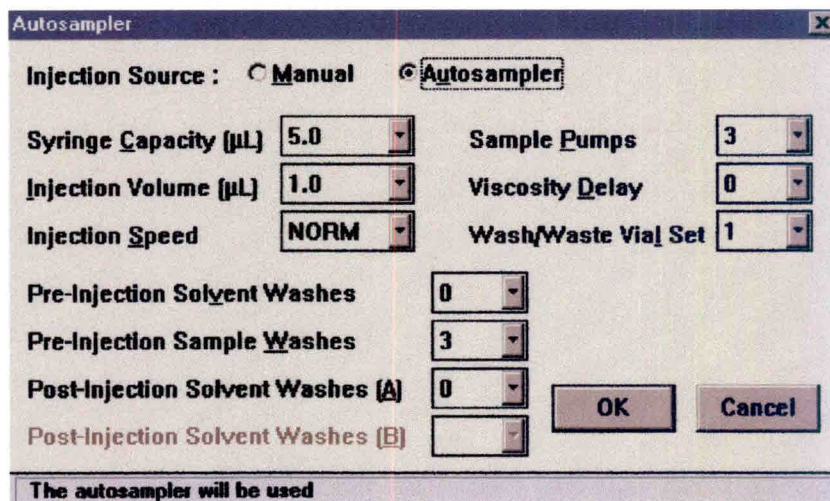 Autosampler
Injection Source : Manual Autosampler
Syringe Capacity (µL) 5.0 Sample Pumps 3
Injection Volume (µL) 1.0 Viscosity Delay 0
Injection Speed NORM Wash/Waste Vial Set 1
Pre-Injection Solvent Washes 0
Pre-Injection Sample Washes 3
Post-Injection Solvent Washes (A) 0
OK Cancel
Post-Injection Solvent Washes (B)
The autosampler will be used